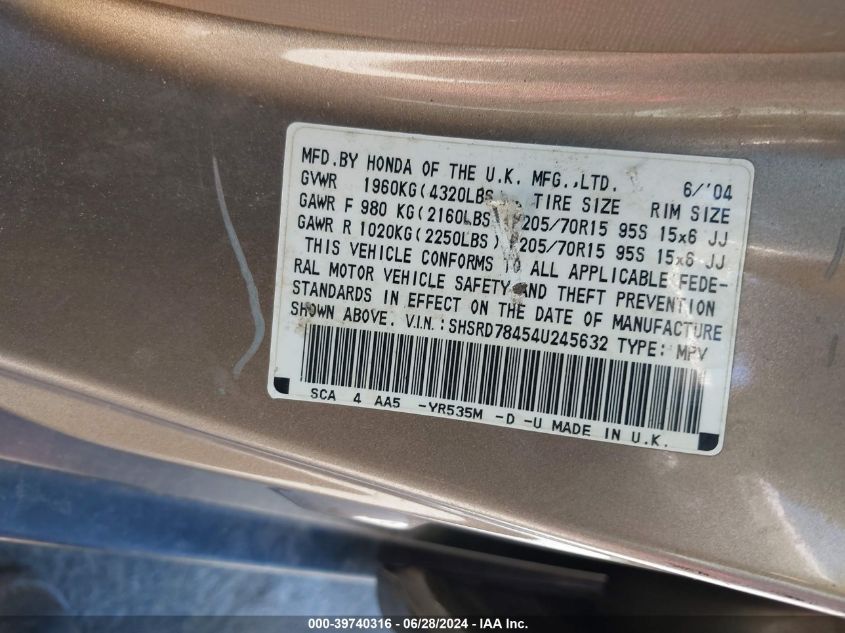 MFD.BY HONDA OF THE U.K. MFG.,LTD. 6/'04
GVWR 1960KG(4320LBS) TIRE SIZE RIM SIZE
GAWR F 980 KG(2160LBS) 205/70R15 95S 15x6 JJ
GAWR R 1020KG(2250LBS) 205/70R15 95S 15x6 JJ
THIS VEHICLE CONFORMS TO ALL APPLICABLE FEDE-
RAL MOTOR VEHICLE SAFETY AND THEFT PREVENTION
STANDARDS IN EFFECT ON THE DATE OF MANUFACTURE
SHOWN ABOVE. V.I.N.:SHSRD78454U245632 TYPE: MPV
SCA 4 AA5 -YR535M -D -U MADE IN U.K.
000-39740316 - 06/28/2024 - IAA Inc.